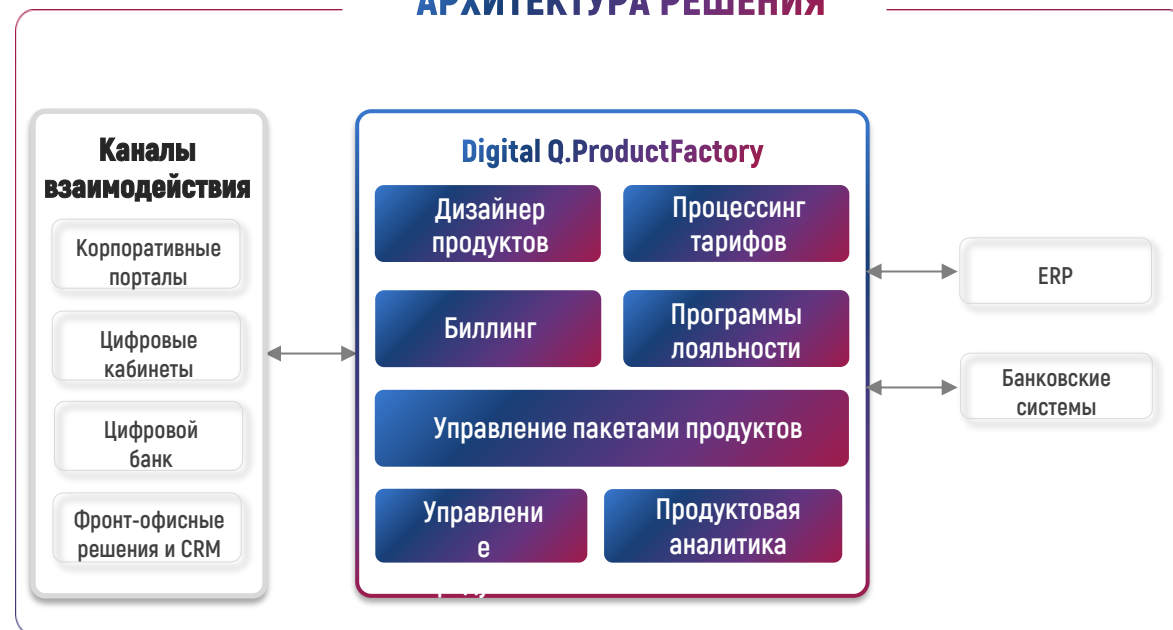 АРХИТЕКТУРА РЕШЕНИЯ
Каналы
взаимодействия
Корпоративные
порталы
Цифровые
кабинеты
Цифровой
банк
Фронт-офисные
решения и CRM
Digital Q.ProductFactory
Дизайнер
продуктов
Процессинг
тарифов
Биллинг
Программы
лояльности
Управление пакетами продуктов
Управлени
е
Продуктовая
аналитика
ERP
Банковские
системы